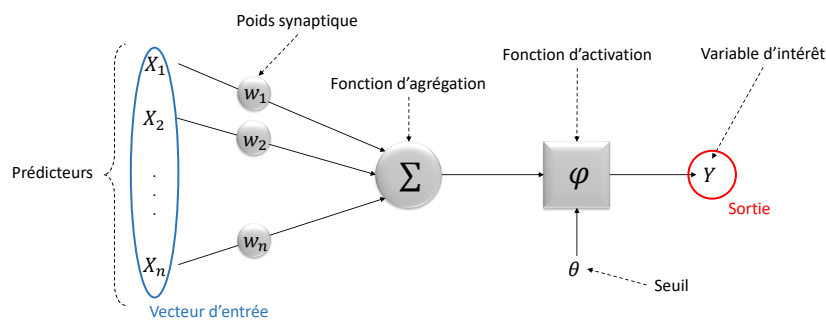 Poids synaptique
Fonction d'activation
Variable d'intérêt
Fonction d'agrégation
Prédicteurs
X₁
X₂
.
.
.
Xₙ
w₁
w₂
wₙ
Σ
φ
Y
Sortie
θ
Seuil
Vecteur d'entrée